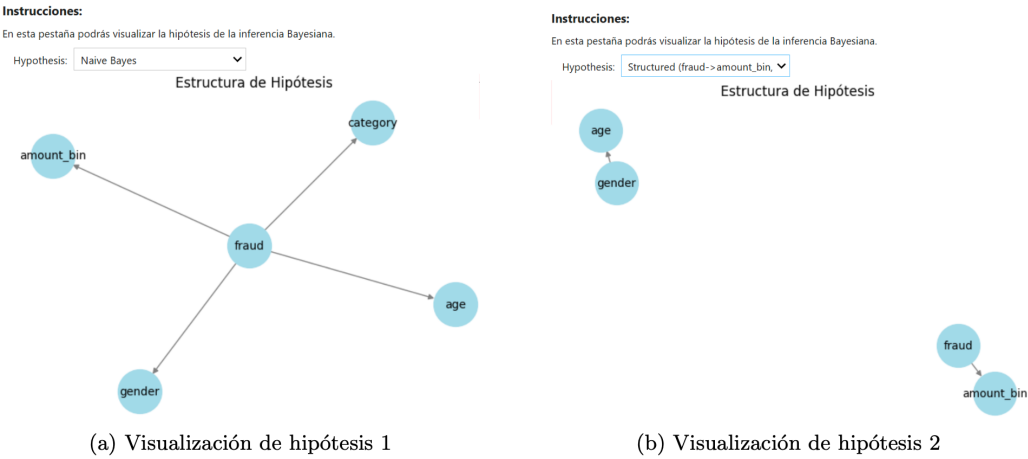 Instrucciones:
En esta pestaña podrás visualizar la hipótesis de la inferencia Bayesiana.
Hypothesis: Naive Bayes
Estructura de Hipótesis
category
amount_bin
fraud
age
gender
(a) Visualización de hipótesis 1
Instrucciones:
En esta pestaña podrás visualizar la hipótesis de la inferencia Bayesiana.
Hypothesis: Structured (fraud->amount_bin,
Estructura de Hipótesis
age
gender
fraud
amount_bin
(b) Visualización de hipótesis 2